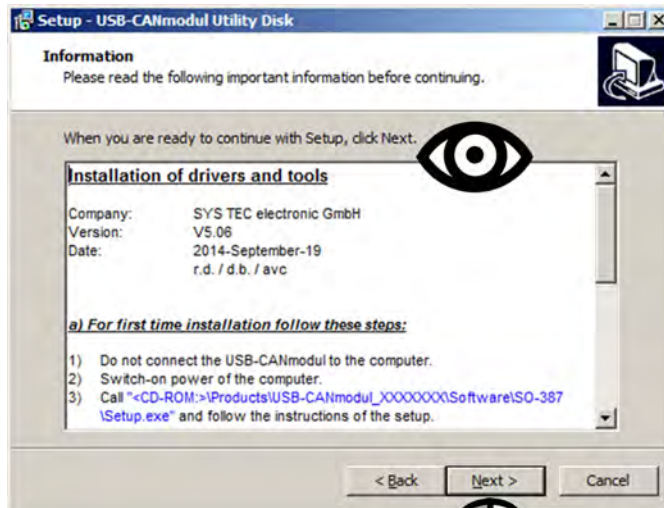 Setup - USB-CANmodul Utility Disk
Information
Please read the following important information before continuing.
When you are ready to continue with Setup, click Next.
Installation of drivers and tools
Company: SYS TEC electronic GmbH
Version: V5.06
Date: 2014-September-19
r.d. / d.b. / avc
a) For first time installation follow these steps:
1) Do not connect the USB-CANmodul to the computer.
2) Switch-on power of the computer.
3) Call "<CD-ROM:>\Products\USB-CANmodul_XXXXXXX\Software\SO-387
\Setup.exe" and follow the instructions of the setup.
< Back Next > Cancel